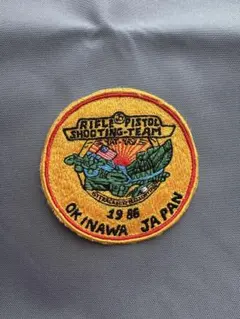 RIFLE PISTOL
SHOOTING-TEAM
1986
OKINAWA JAPAN